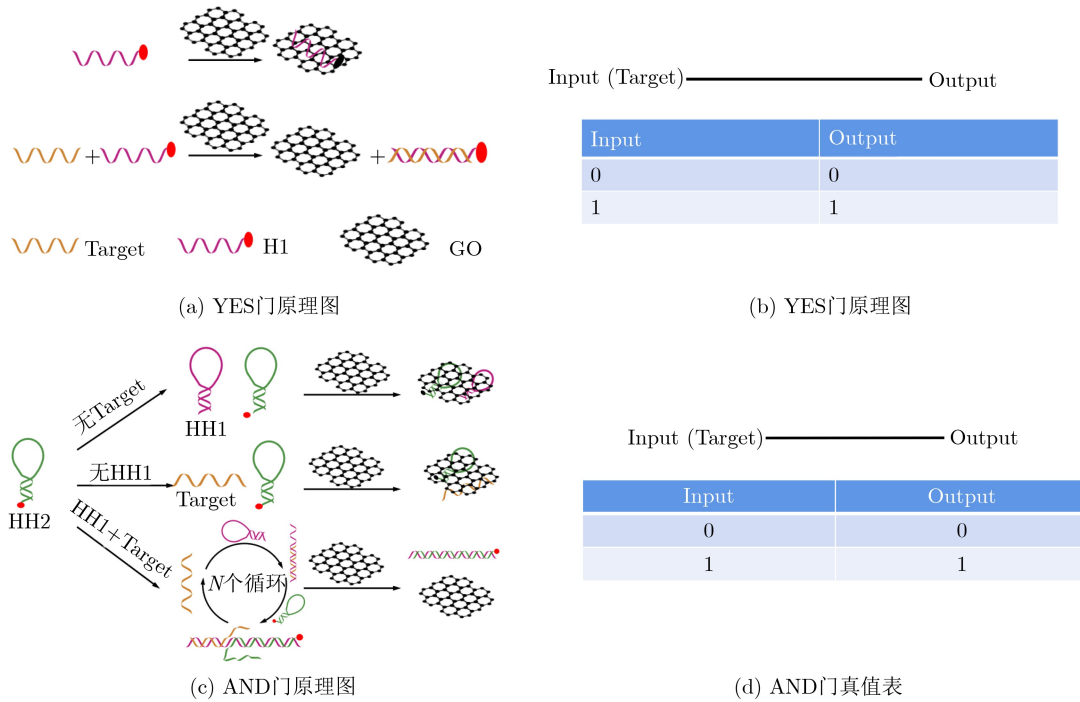 Input (Target) Output
Input Output
0 0
1 1
+ +
Target H1 GO
(a) YES门原理图
(b) YES门原理图
无Target
HH1
无HH1
Target
HH2
HH1+Target
N个循环
Input (Target) Output
Input Output
0 0
1 1
(c) AND门原理图
(d) AND门真值表